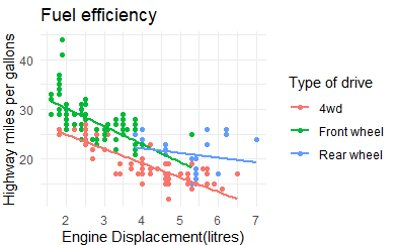 Fuel efficiency
Highway miles per gallons
40
30
20
2 3 4 5 6 7
Engine Displacement(litres)
Type of drive
4wd
Front wheel
Rear wheel